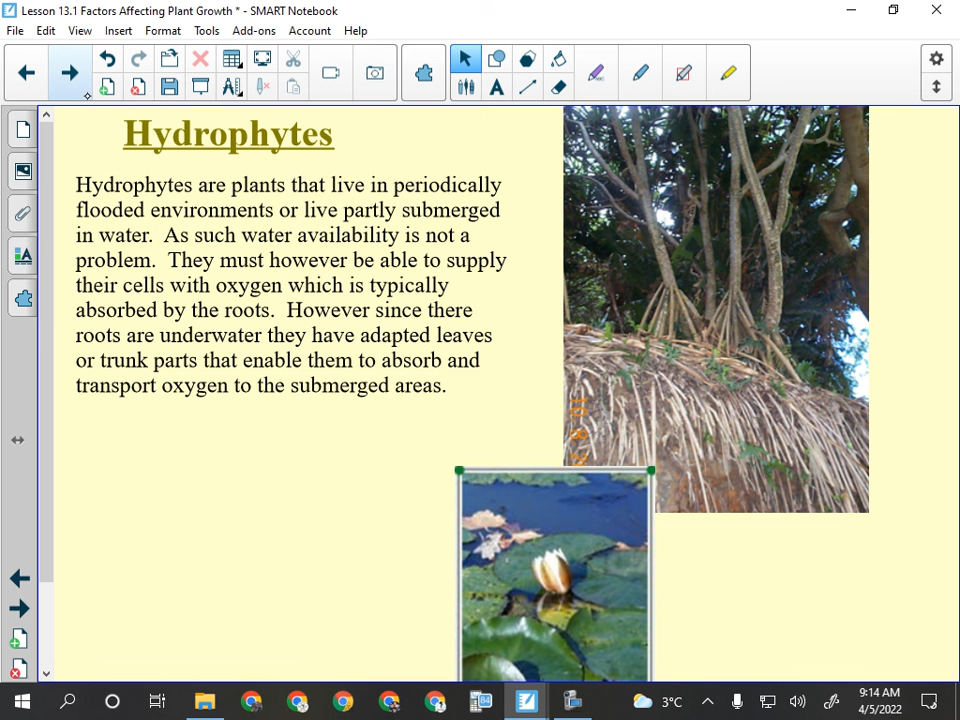 Lesson 13.1 Factors Affecting Plant Growth * - SMART Notebook
File Edit View Insert Format Tools Add-ons Account Help
Hydrophytes
Hydrophytes are plants that live in periodically
flooded environments or live partly submerged
in water.  As such water availability is not a
problem.  They must however be able to supply
their cells with oxygen which is typically
absorbed by the roots.  However since there
roots are underwater they have adapted leaves
or trunk parts that enable them to absorb and
transport oxygen to the submerged areas.
3°C
9:14 AM
4/5/2022